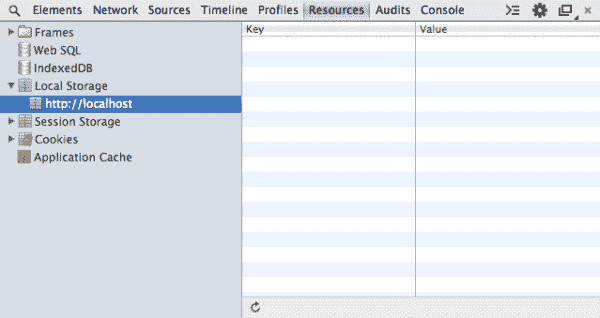 Elements Network Sources Timeline Profiles Resources Audits Console
Frames
Web SQL
IndexedDB
Local Storage
http://localhost
Session Storage
Cookies
Application Cache
Key Value